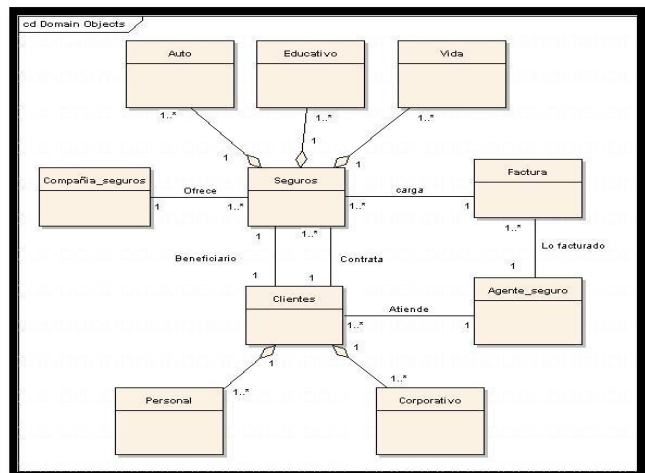 cd Domain Objects
Auto
Educativo
Vida
1..*
1..*
1..*
1
1
1
Compañia_seguros
Ofrece
Seguros
carga
Factura
1
1..*
1..*
1
1
1..*
1..*
Beneficiario
Contrata
Lo facturado
1
1
1
Clientes
Atiende
Agente_seguro
1..*
1
1
1
1..*
1..*
Personal
Corporativo